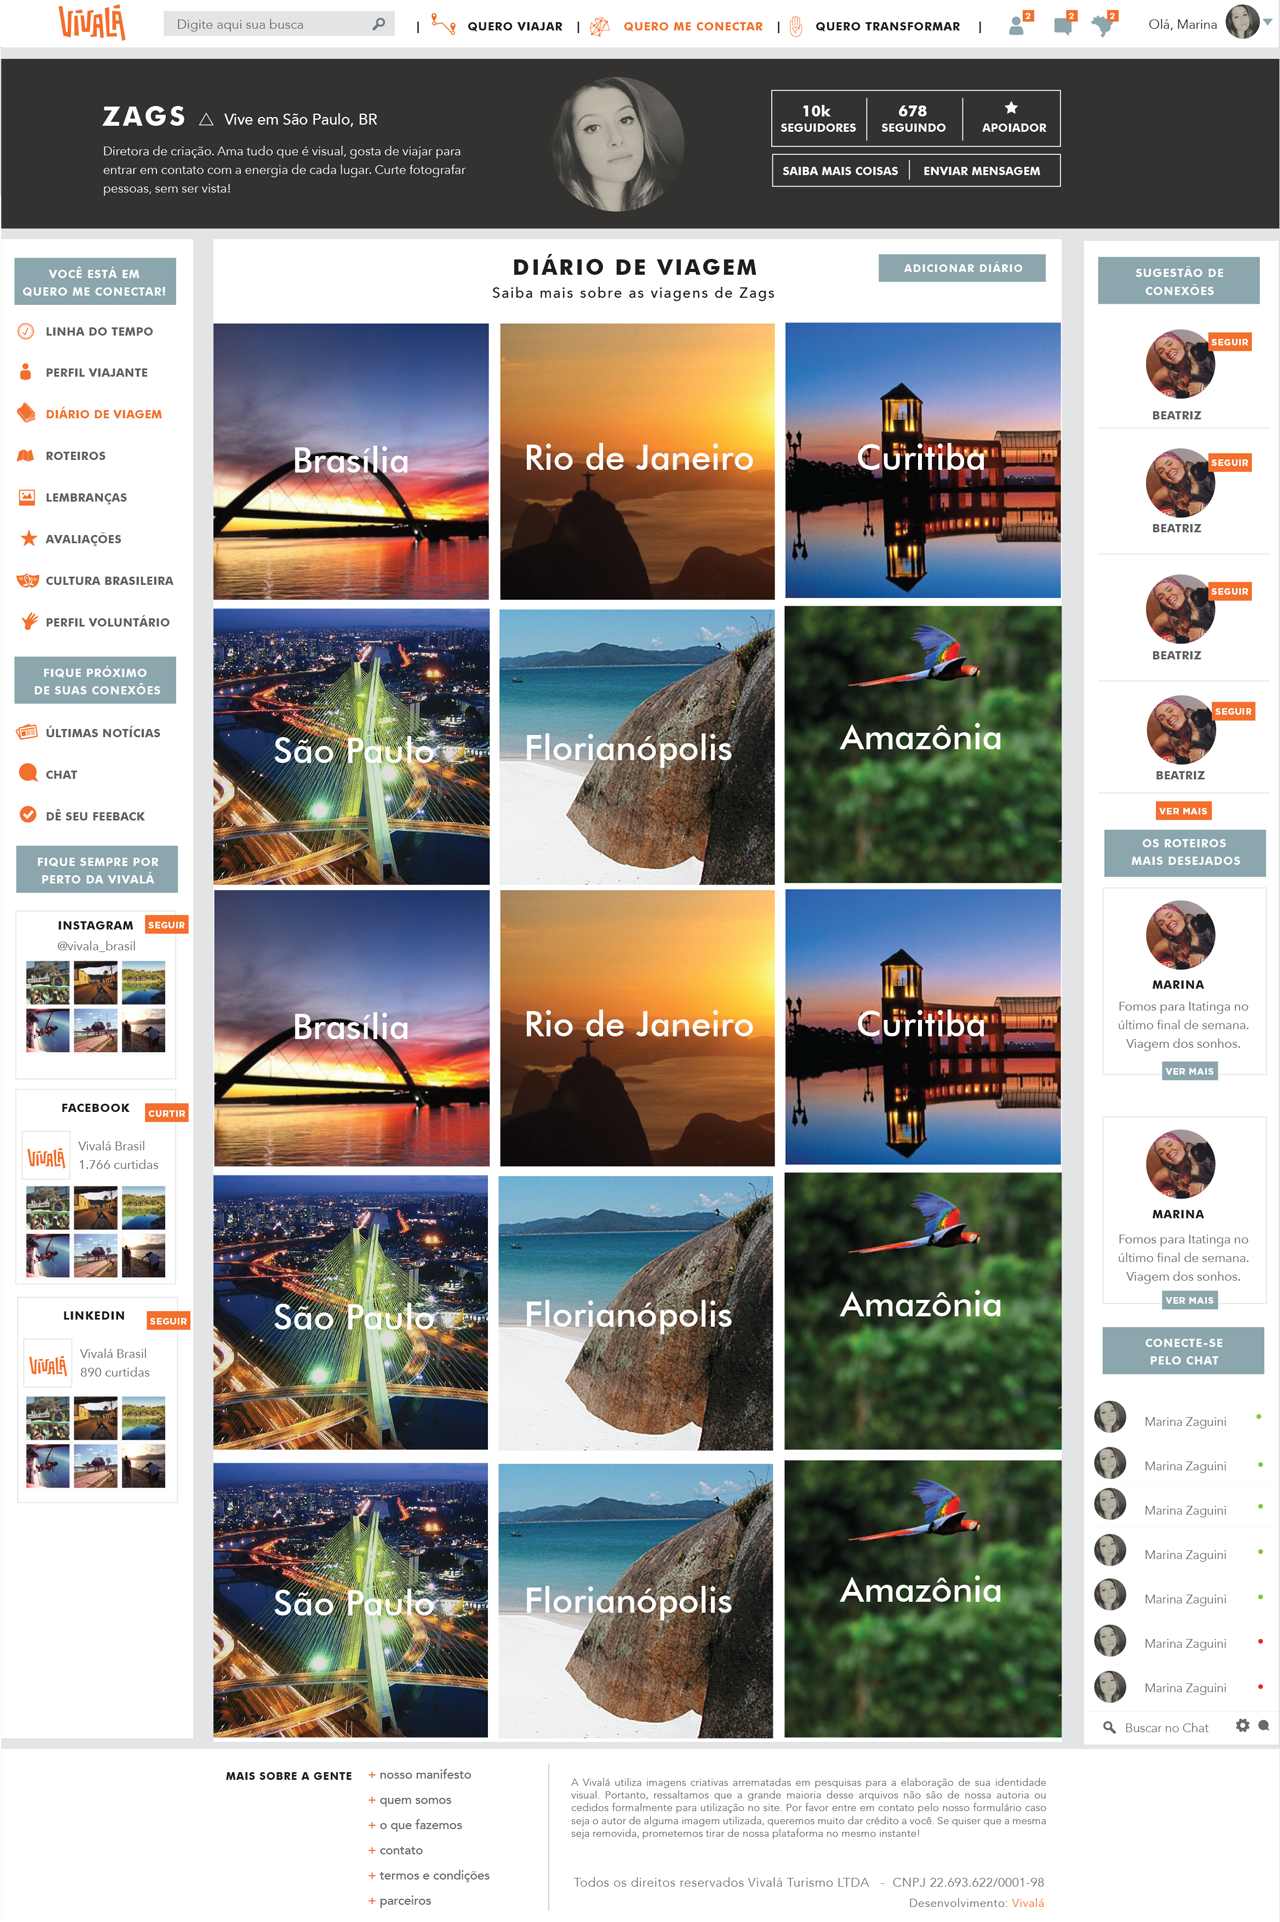 VIVALÁ
Digite aqui sua busca
| QUERO VIAJAR | QUERO ME CONECTAR | QUERO TRANSFORMAR |
2 2 2
Olá, Marina
ZAGS Vive em São Paulo, BR
Diretora de criação. Ama tudo que é visual, gosta de viajar para
entrar em contato com a energia de cada lugar. Curte fotografar
pessoas, sem ser vista!
10k 678
SEGUIDORES SEGUINDO APOIADOR
SAIBA MAIS COISAS ENVIAR MENSAGEM
VOCÊ ESTÁ EM
QUERO ME CONECTAR!
LINHA DO TEMPO
PERFIL VIAJANTE
DIÁRIO DE VIAGEM
ROTEIROS
LEMBRANÇAS
AVALIAÇÕES
CULTURA BRASILEIRA
PERFIL VOLUNTÁRIO
FIQUE PRÓXIMO
DE SUAS CONEXÕES
ÚLTIMAS NOTÍCIAS
CHAT
DÊ SEU FEEBACK
FIQUE SEMPRE POR
PERTO DA VIVALÁ
INSTAGRAM SEGUIR
@vivala_brasil
FACEBOOK CURTIR
VIVALÁ
Vivalá Brasil
1.766 curtidas
LINKEDIN SEGUIR
VIVALÁ
Vivalá Brasil
890 curtidas
DIÁRIO DE VIAGEM
Saiba mais sobre as viagens de Zags
ADICIONAR DIÁRIO
Brasília Rio de Janeiro Curitiba
São Paulo Florianópolis Amazônia
Brasília Rio de Janeiro Curitiba
São Paulo Florianópolis Amazônia
São Paulo Florianópolis Amazônia
SUGESTÃO DE
CONEXÕES
SEGUIR
BEATRIZ
SEGUIR
BEATRIZ
SEGUIR
BEATRIZ
SEGUIR
BEATRIZ
VER MAIS
OS ROTEIROS
MAIS DESEJADOS
MARINA
Fomos para Itatinga no
último final de semana.
Viagem dos sonhos.
VER MAIS
MARINA
Fomos para Itatinga no
último final de semana.
Viagem dos sonhos.
VER MAIS
CONECTE-SE
PELO CHAT
Marina Zaguini
Marina Zaguini
Marina Zaguini
Marina Zaguini
Marina Zaguini
Marina Zaguini
Marina Zaguini
Buscar no Chat
MAIS SOBRE A GENTE
+ nosso manifesto
+ quem somos
+ o que fazemos
+ contato
+ termos e condições
+ parceiros
A Vivalá utiliza imagens criativas arrematadas em pesquisas para a elaboração de sua identidade
visual. Portanto, ressaltamos que a grande maioria desse arquivos não são de nossa autoria ou
cedidos formalmente para utilização no site. Por favor entre em contato pelo nosso formulário caso
seja o autor de alguma imagem utilizada, queremos muito dar crédito a você. Se quiser que a mesma
seja removida, prometemos tirar de nossa plataforma no mesmo instante!
Todos os direitos reservados Vivalá Turismo LTDA - CNPJ 22.693.622/0001-98
Desenvolvimento: Vivalá